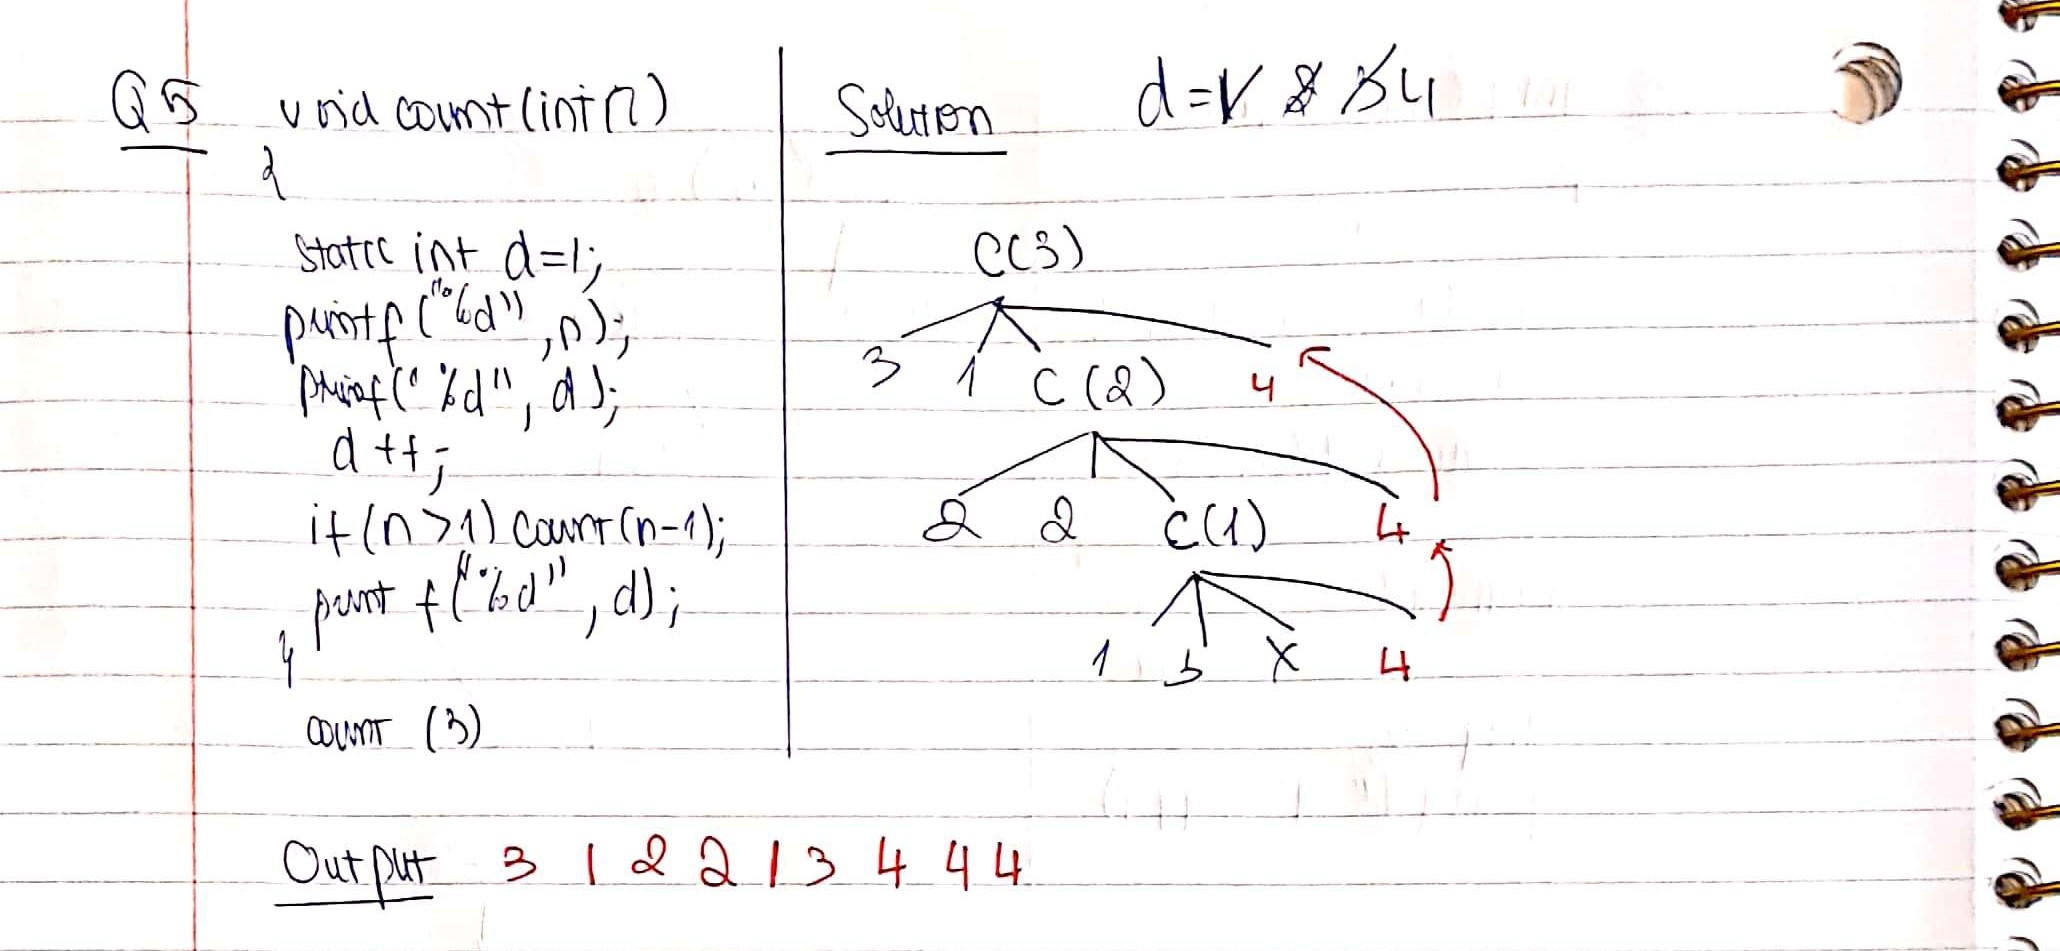 Q5 void count(int n)
{
static int d=1;
printf("%d",n);
printf("%d", d);
d++;
if(n>1) count(n-1);
printf("%d", d);
}
count (3)
Solution d=1 2 3 4
C(3)
3 1 C(2) 4
2 2 C(1) 4
1 3 X 4
Output 3 1 2 2 1 3 4 4 4